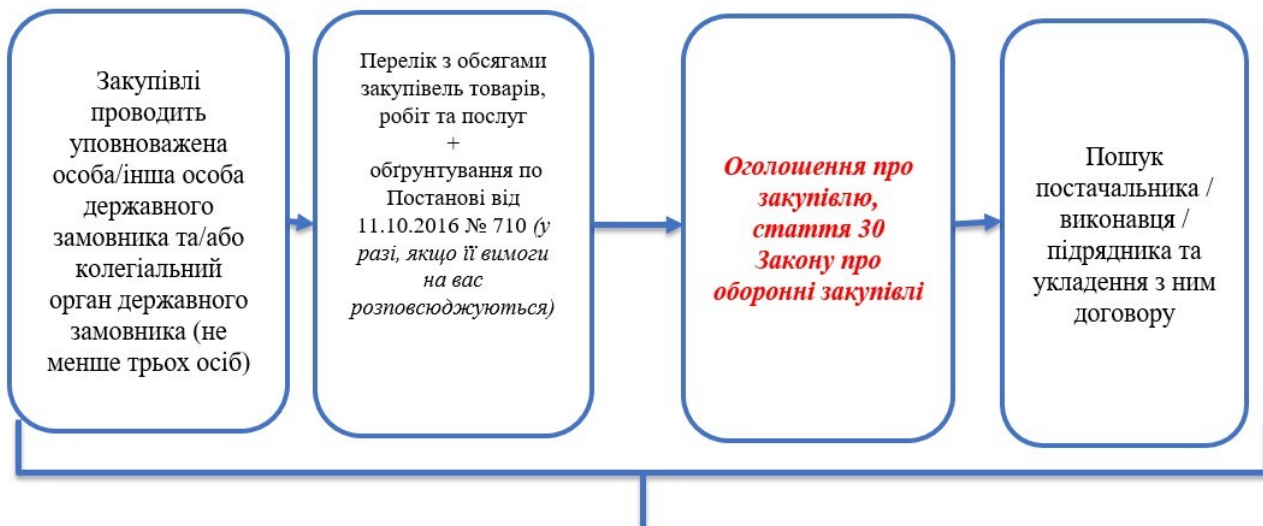 Закупівлі
проводить
уповноважена
особа/інша особа
державного
замовника та/або
колегіальний
орган державного
замовника (не
менше трьох осіб)
Перелік з обсягами
закупівель товарів,
робіт та послуг
+
обґрунтування по
Постанові від
11.10.2016 № 710 (у
разі, якщо її вимоги
на вас
розповсюджуються)
Оголошення про
закупівлю,
стаття 30
Закону про
оборонні закупівлі
Пошук
постачальника /
виконавця /
підрядника та
укладення з ним
договору